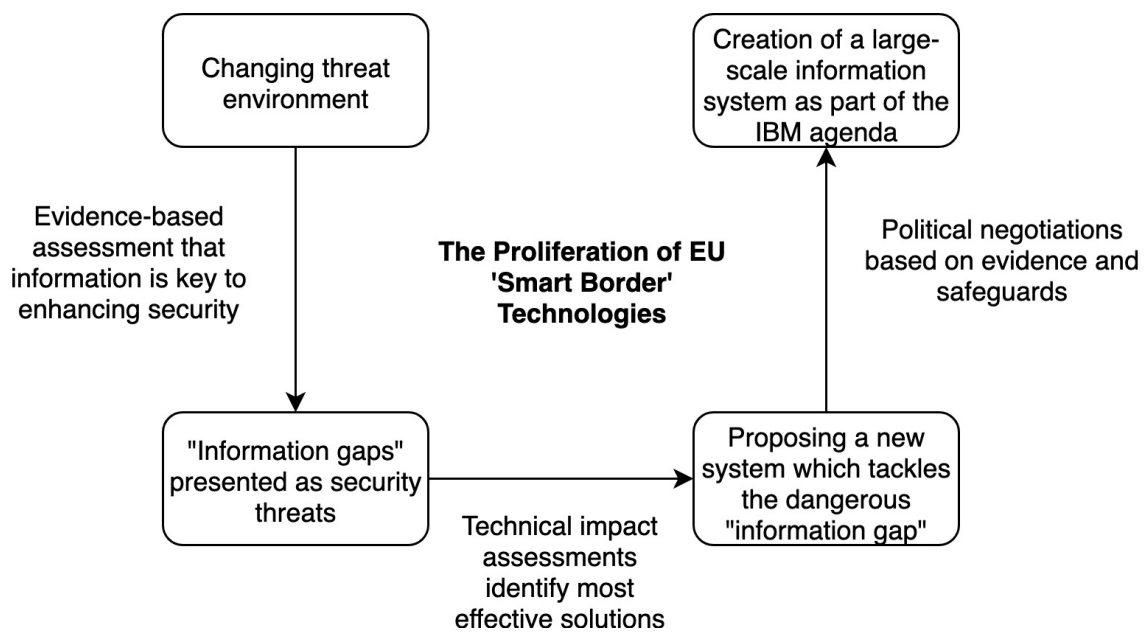 Changing threat
environment
Creation of a large-
scale information
system as part of the
IBM agenda
Evidence-based
assessment that
information is key to
enhancing security
The Proliferation of EU
'Smart Border'
Technologies
Political negotiations
based on evidence and
safeguards
"Information gaps"
presented as security
threats
Technical impact
assessments
identify most
effective solutions
Proposing a new
system which tackles
the dangerous
"information gap"